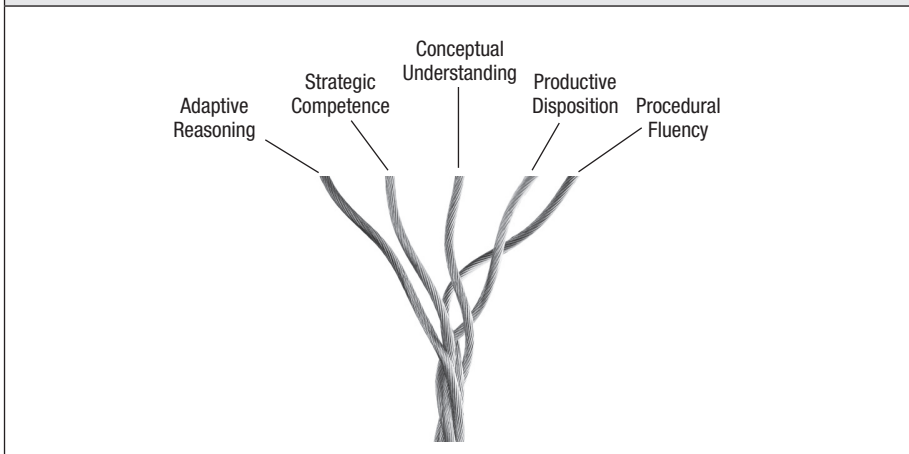 Adaptive
Reasoning
Strategic
Competence
Conceptual
Understanding
Productive
Disposition
Procedural
Fluency